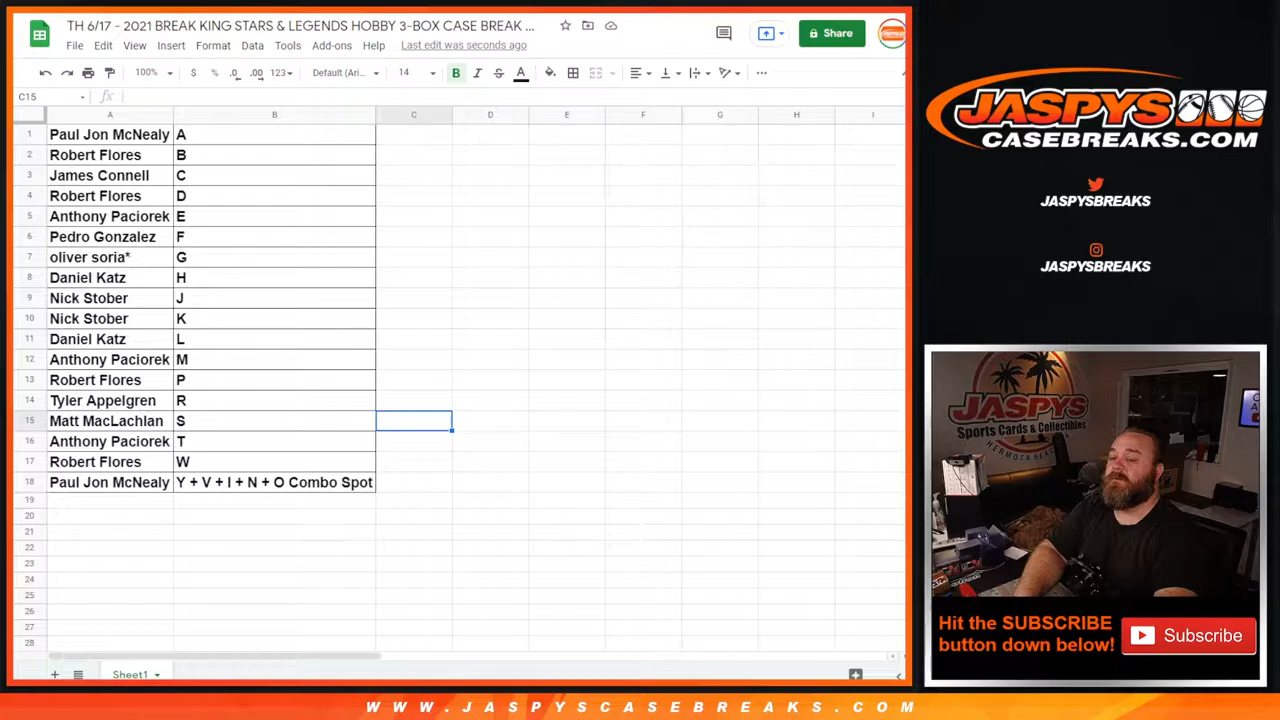 TH 6/17 - 2021 BREAK KING STARS & LEGENDS HOBBY 3-BOX CASE BREAK ...
File Edit View Insert Format Data Tools Add-ons Help Last edit was seconds ago
Share
100% $ % .0 .00 123 Default (Ari... 14 B I S A
C15 fx
A B C D E F G H I
1 Paul Jon McNealy A
2 Robert Flores B
3 James Connell C
4 Robert Flores D
5 Anthony Paciorek E
6 Pedro Gonzalez F
7 oliver soria* G
8 Daniel Katz H
9 Nick Stober J
10 Nick Stober K
11 Daniel Katz L
12 Anthony Paciorek M
13 Robert Flores P
14 Tyler Appelgren R
15 Matt MacLachlan S
16 Anthony Paciorek T
17 Robert Flores W
18 Paul Jon McNealy Y + V + I + N + O Combo Spot
19
20
21
22
23
24
25
26
27
28
Sheet1
JASPYS
CASEBREAKS.COM
JASPYSBREAKS
JASPYSBREAKS
JASPYS
Sports Cards & Collectibles
HERMOSA BEACH
Hit the SUBSCRIBE
button down below!
Subscribe
WWW.JASPYSCASEBREAKS.COM